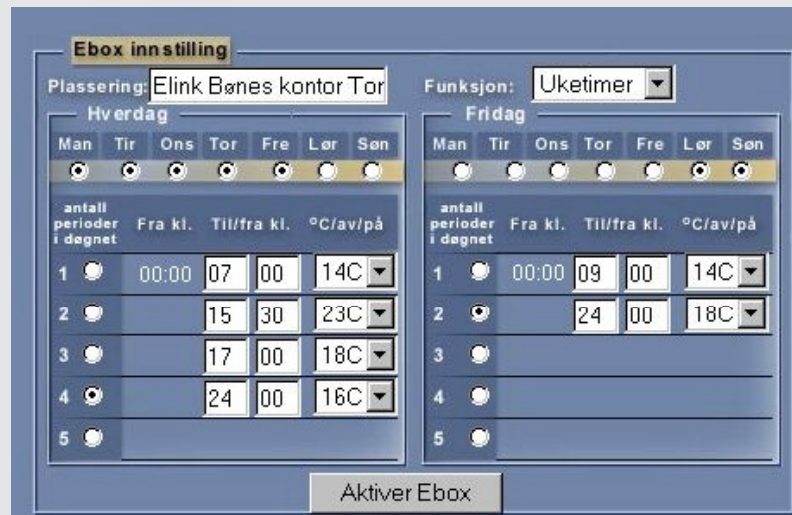 Ebox innstilling
Plassering: Elink Bønes kontor Tor
Funksjon: Uketimer
Hverdag
Man Tir Ons Tor Fre Lør Søn
antall perioder i døgnet Fra kl. Til/fra kl. ºC/av/på
1 00:00 07 00 14C
2 15 30 23C
3 17 00 18C
4 24 00 16C
5
Fridag
Man Tir Ons Tor Fre Lør Søn
antall perioder i døgnet Fra kl. Til/fra kl. ºC/av/på
1 00:00 09 00 14C
2 24 00 18C
3
4
5
Aktiver Ebox